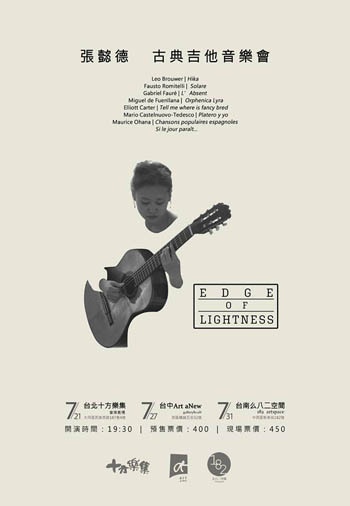 張懿德 古典吉他音樂會
Leo Brouwer | Hika
Fausto Romitelli | Solare
Gabriel Fauré | L' Absent
Miguel de Fuenllana | Orphenica Lyra
Elliott Carter | Tell me where is fancy bred
Mario Castelnuovo-Tedesco | Platero y yo
Maurice Ohana | Chansons populaires espagnoles
Si le jour paraît...
EDGE
OF
LIGHTNESS
7/21 台北十方樂集
7/27 台中Art aNew
7/31 台南么八二空間
182 artspace
開演時間：19:30 | 預售票價：400 | 現場票價：450
十方樂集
a
ART
182